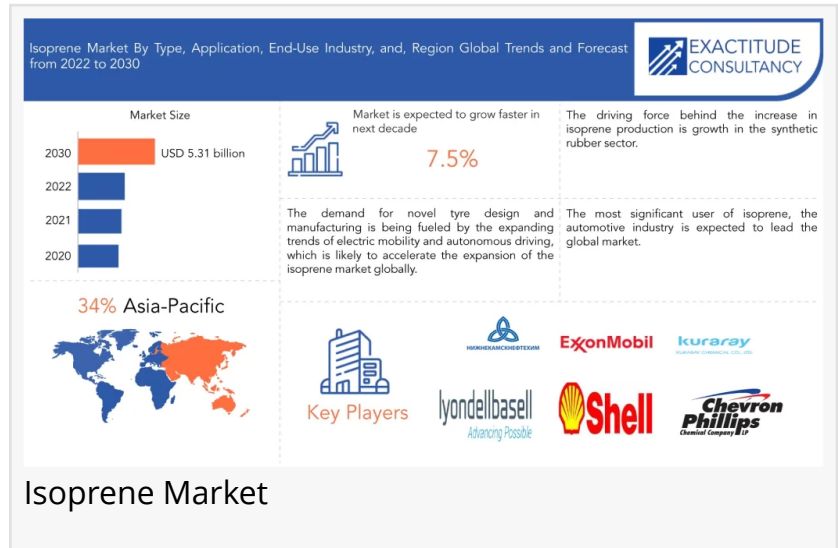 Isoprene Market By Type, Application, End-Use Industry, and, Region Global Trends and Forecast
from 2022 to 2030
EXACTITUDE
CONSULTANCY
Market Size
2030
USD 5.31 billion
2022
2021
2020
Market is expected to grow faster in
next decade
7.5%
The driving force behind the increase in
isoprene production is growth in the synthetic
rubber sector.
The demand for novel tyre design and
manufacturing is being fueled by the expanding
trends of electric mobility and autonomous driving,
which is likely to accelerate the expansion of the
isoprene market globally.
The most significant user of isoprene, the
automotive industry is expected to lead the
global market.
34% Asia-Pacific
Key Players
НИЖНЕКАМСКНЕФТЕХИМ
ExxonMobil
kuraray
KURARAY CHEMICAL CO., LTD.
lyondellbasell
Advancing Possible
Shell
Chevron
Phillips
Chemical Company LP
Isoprene Market